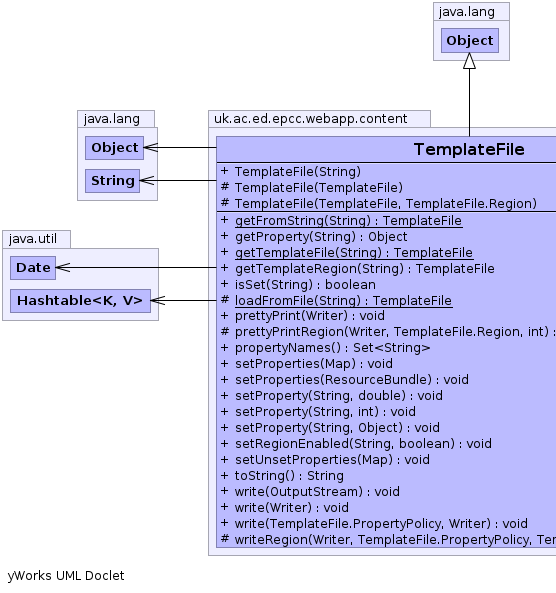 java.lang
Object
java.lang
Object
String
java.util
Date
Hashtable<K, V>
uk.ac.ed.epcc.webapp.content
TemplateFile
+ TemplateFile(String)
# TemplateFile(TemplateFile)
# TemplateFile(TemplateFile, TemplateFile.Region)
+ getFromString(String) : TemplateFile
+ getProperty(String) : Object
+ getTemplateFile(String) : TemplateFile
+ getTemplateRegion(String) : TemplateFile
+ isSet(String) : boolean
# loadFromFile(String) : TemplateFile
+ prettyPrint(Writer) : void
# prettyPrintRegion(Writer, TemplateFile.Region, int) :
+ propertyNames() : Set<String>
+ setProperties(Map) : void
+ setProperties(ResourceBundle) : void
+ setProperty(String, double) : void
+ setProperty(String, int) : void
+ setProperty(String, Object) : void
+ setRegionEnabled(String, boolean) : void
+ setUnsetProperties(Map) : void
+ toString() : String
+ write(OutputStream) : void
+ write(Writer) : void
+ write(TemplateFile.PropertyPolicy, Writer) : void
# writeRegion(Writer, TemplateFile.PropertyPolicy, Ter
yWorks UML Doclet